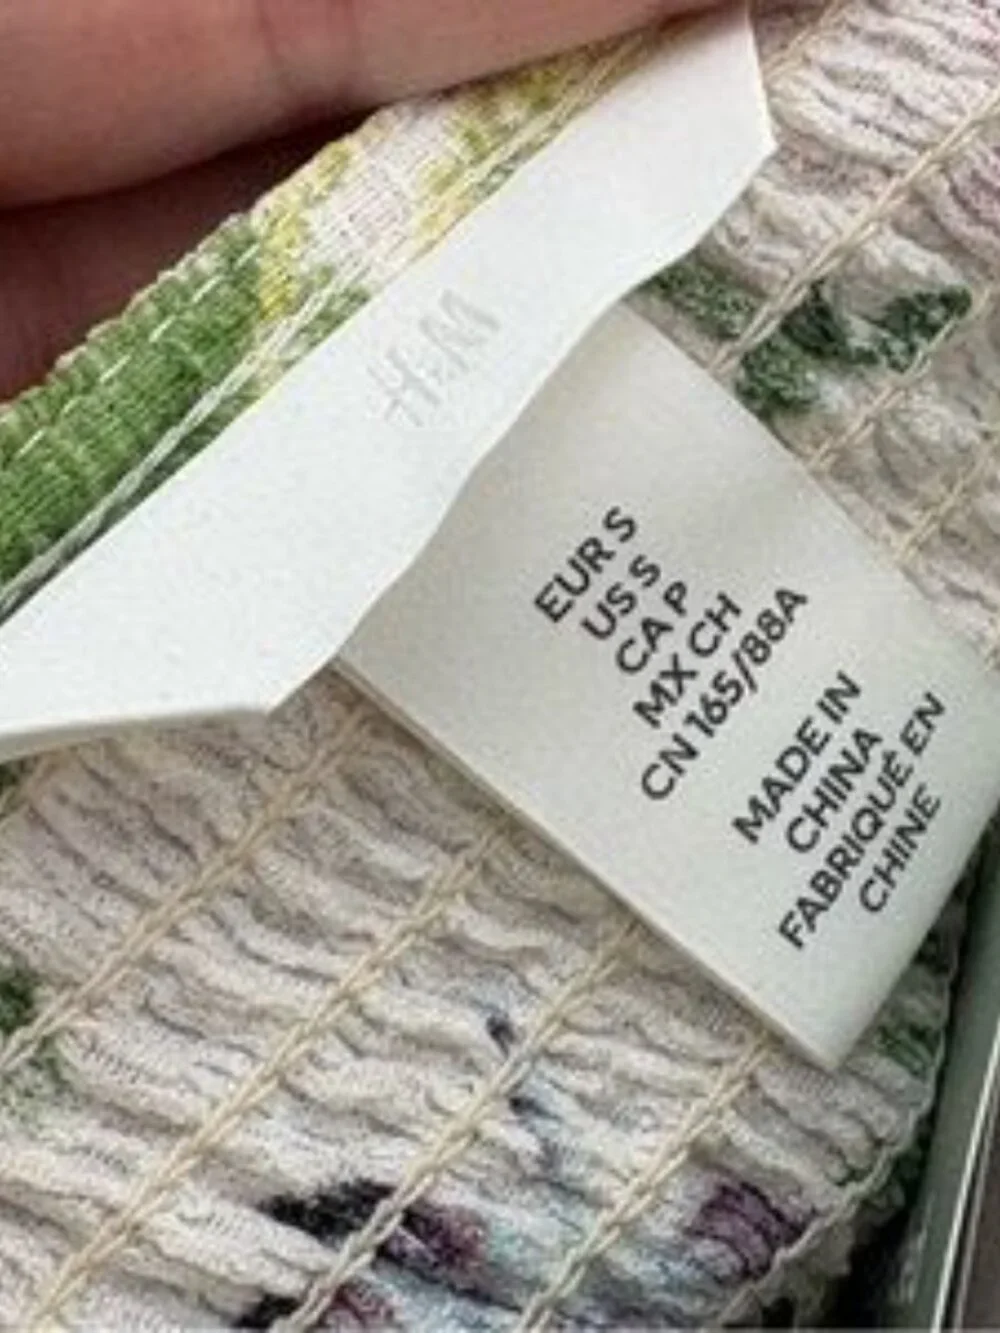 H&M
EUR S
US S
CA P
MX CH
CN 165/88A
MADE IN
CHINA
FABRIQUÉ EN
CHINE